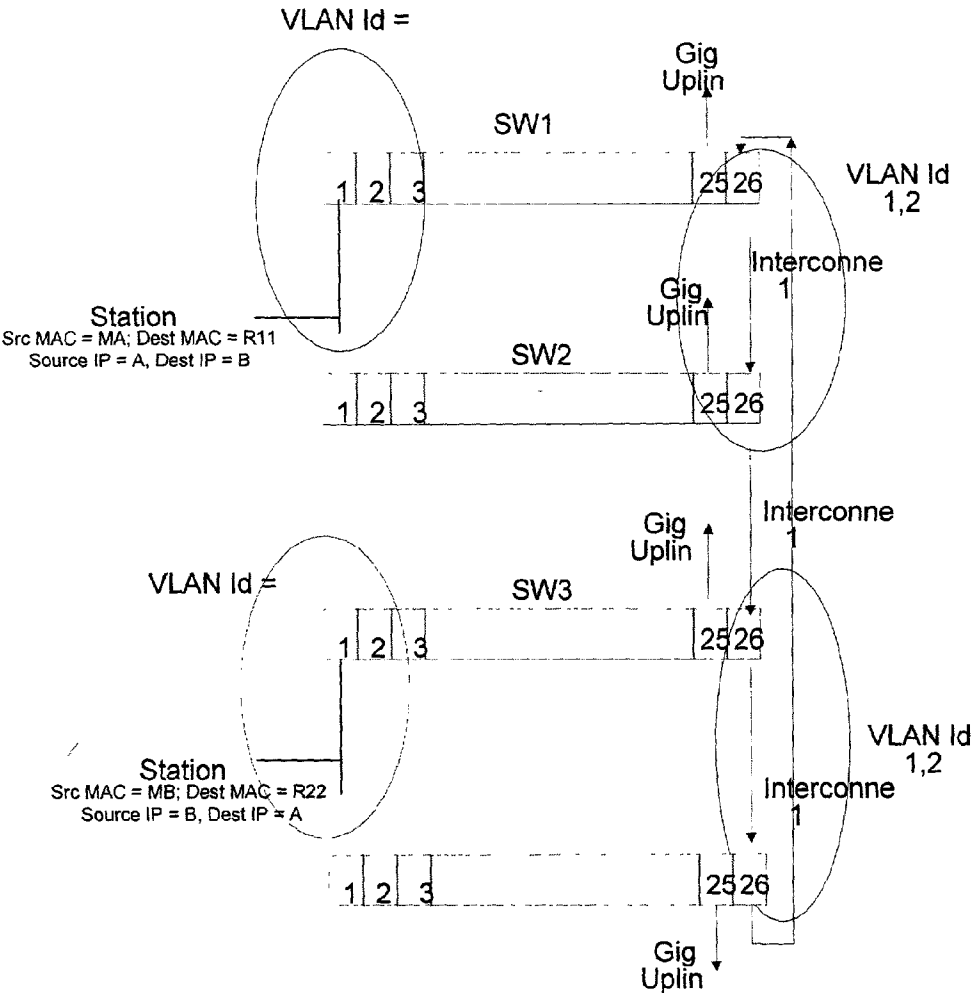 VLAN Id =
Gig
Uplin
SW1
1 2 3 25 26
VLAN Id
1,2
Interconne
1
Gig
Uplin
Station
Src MAC = MA; Dest MAC = R11
Source IP = A, Dest IP = B
SW2
1 2 3 25 26
Interconne
1
Gig
Uplin
VLAN Id =
SW3
1 2 3 25 26
VLAN Id
1,2
Station
Src MAC = MB; Dest MAC = R22
Source IP = B, Dest IP = A
Interconne
1
1 2 3 25 26
Gig
Uplin